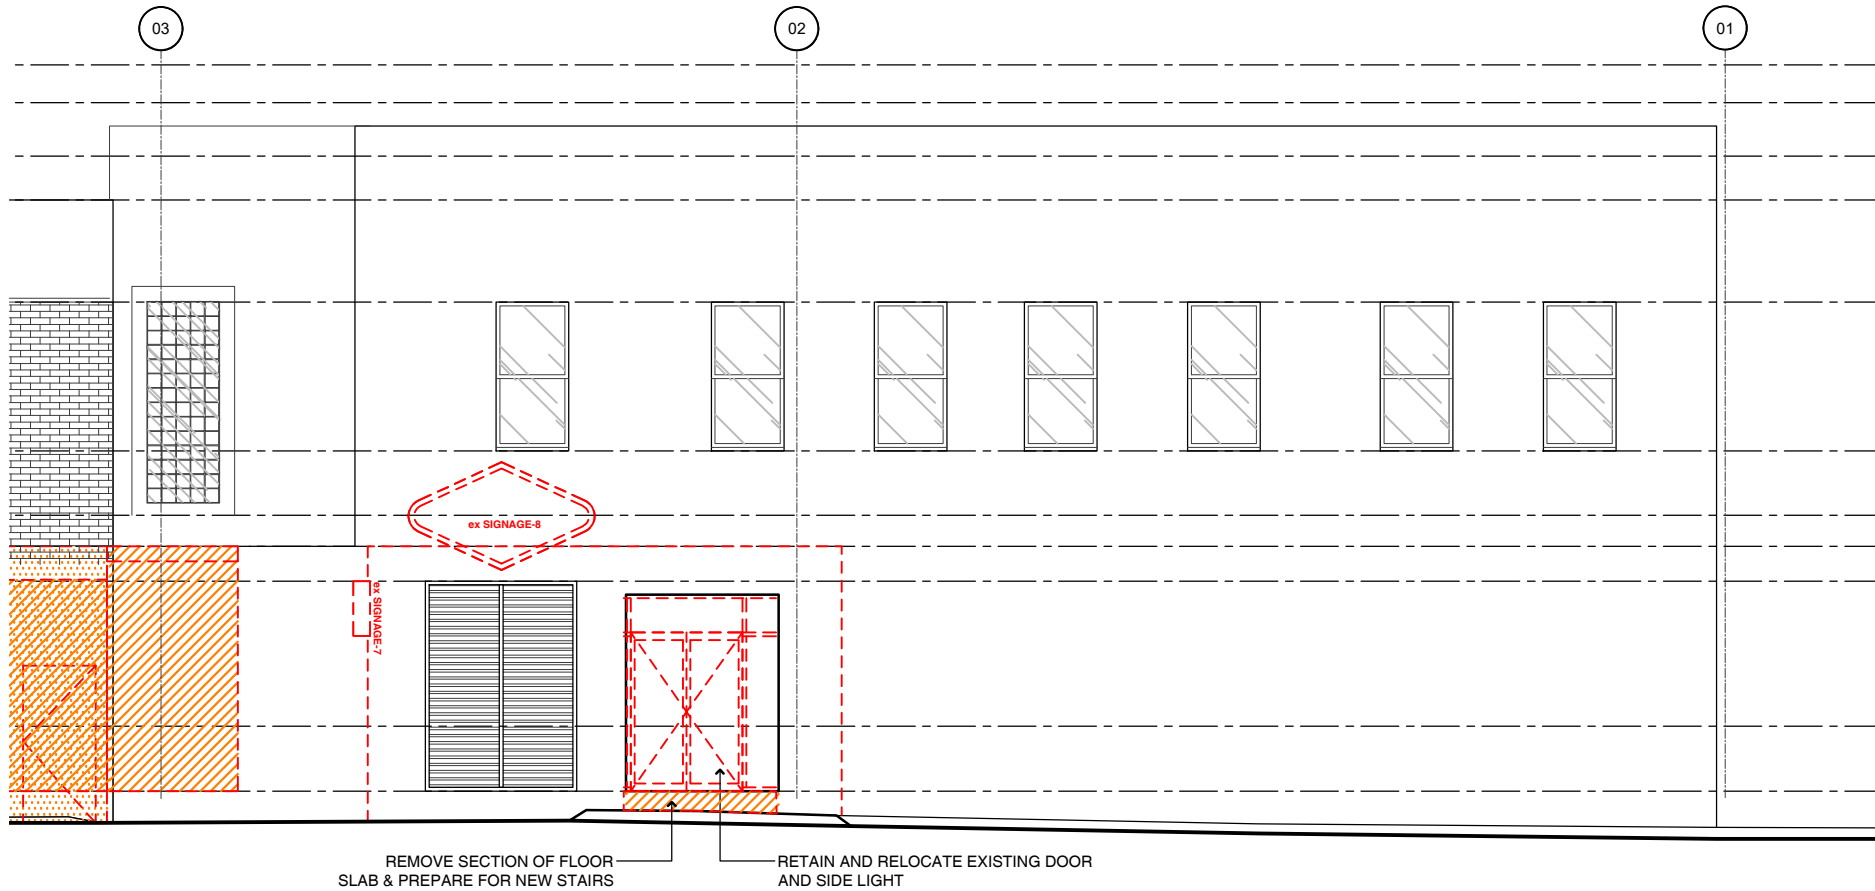 03
02
01
ex SIGNAGE-8
ex SIGNAGE-7
REMOVE SECTION OF FLOOR
SLAB & PREPARE FOR NEW STAIRS
RETAIN AND RELOCATE EXISTING DOOR
AND SIDE LIGHT